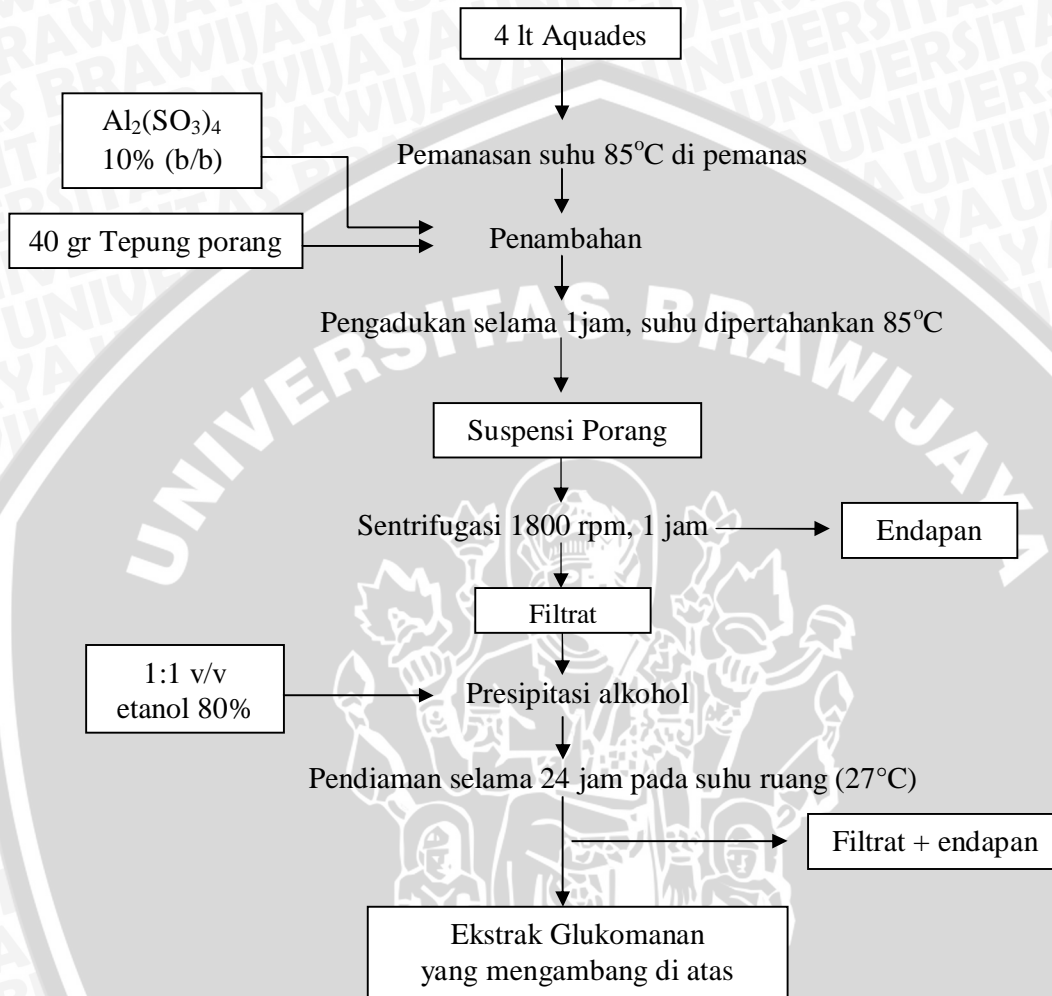 4 lt Aquades
Al₂(SO₃)₄
10% (b/b)
Pemanasan suhu 85°C di pemanas
40 gr Tepung porang
Penambahan
Pengadukan selama 1jam, suhu dipertahankan 85°C
UNIVERSITAS BRAWIJAYA
Suspensi Porang
Sentrifugasi 1800 rpm, 1 jam
Endapan
Filtrat
1:1 v/v
etanol 80%
Presipitasi alkohol
Pendiaman selama 24 jam pada suhu ruang (27°C)
Filtrat + endapan
Ekstrak Glukomanan
yang mengambang di atas